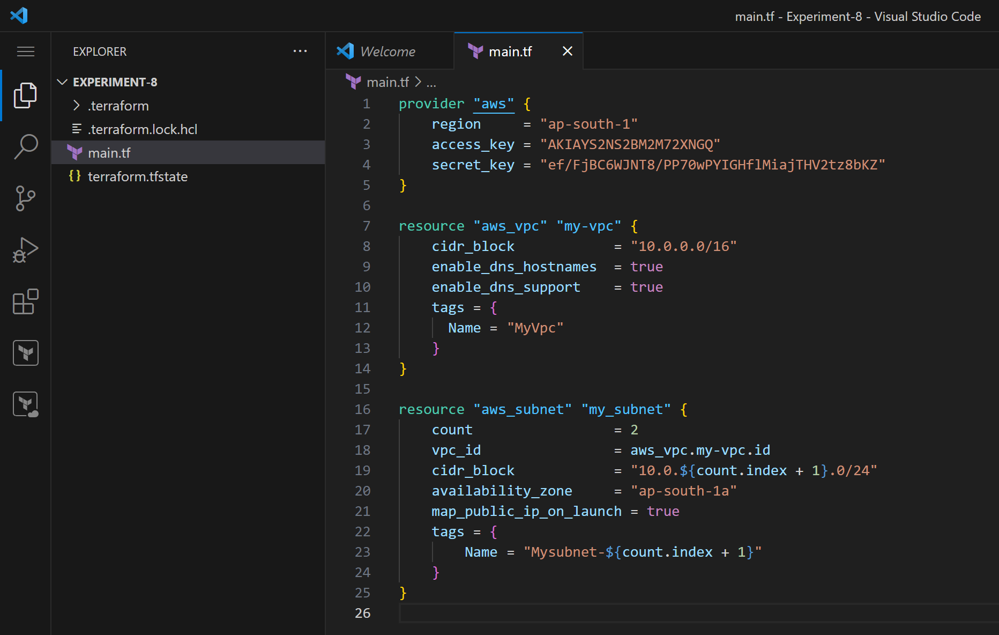 main.tf - Experiment-8 - Visual Studio Code
EXPLORER
EXPERIMENT-8
.terraform
.terraform.lock.hcl
main.tf
terraform.tfstate
Welcome
main.tf
main.tf > ...
1 provider "aws" {
2 region = "ap-south-1"
3 access_key = "AKIAYS2NS2BM2M72XNGQ"
4 secret_key = "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"
5 }
6
7 resource "aws_vpc" "my-vpc" {
8 cidr_block = "10.0.0.0/16"
9 enable_dns_hostnames = true
10 enable_dns_support = true
11 tags = {
12 Name = "MyVpc"
13 }
14 }
15
16 resource "aws_subnet" "my_subnet" {
17 count = 2
18 vpc_id = aws_vpc.my-vpc.id
19 cidr_block = "10.0.${count.index + 1}.0/24"
20 availability_zone = "ap-south-1a"
21 map_public_ip_on_launch = true
22 tags = {
23 Name = "Mysubnet-${count.index + 1}"
24 }
25 }
26